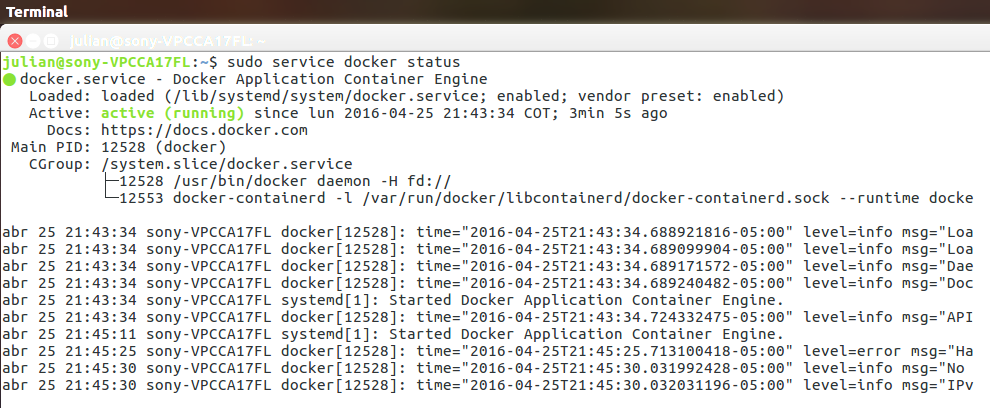 Terminal
julian@sony-VPCCA17FL: ~
julian@sony-VPCCA17FL:~$ sudo service docker status
● docker.service - Docker Application Container Engine
   Loaded: loaded (/lib/systemd/system/docker.service; enabled; vendor preset: enabled)
   Active: active (running) since lun 2016-04-25 21:43:34 COT; 3min 5s ago
     Docs: https://docs.docker.com
 Main PID: 12528 (docker)
   CGroup: /system.slice/docker.service
           ├─12528 /usr/bin/docker daemon -H fd://
           └─12553 docker-containerd -l /var/run/docker/libcontainerd/docker-containerd.sock --runtime docke
abr 25 21:43:34 sony-VPCCA17FL docker[12528]: time="2016-04-25T21:43:34.688921816-05:00" level=info msg="Loa
abr 25 21:43:34 sony-VPCCA17FL docker[12528]: time="2016-04-25T21:43:34.689099904-05:00" level=info msg="Loa
abr 25 21:43:34 sony-VPCCA17FL docker[12528]: time="2016-04-25T21:43:34.689171572-05:00" level=info msg="Dae
abr 25 21:43:34 sony-VPCCA17FL docker[12528]: time="2016-04-25T21:43:34.689240482-05:00" level=info msg="Doc
abr 25 21:43:34 sony-VPCCA17FL systemd[1]: Started Docker Application Container Engine.
abr 25 21:43:34 sony-VPCCA17FL docker[12528]: time="2016-04-25T21:43:34.724332475-05:00" level=info msg="API
abr 25 21:45:11 sony-VPCCA17FL systemd[1]: Started Docker Application Container Engine.
abr 25 21:45:25 sony-VPCCA17FL docker[12528]: time="2016-04-25T21:45:25.713100418-05:00" level=error msg="Ha
abr 25 21:45:30 sony-VPCCA17FL docker[12528]: time="2016-04-25T21:45:30.031992428-05:00" level=info msg="No
abr 25 21:45:30 sony-VPCCA17FL docker[12528]: time="2016-04-25T21:45:30.032031196-05:00" level=info msg="IPv